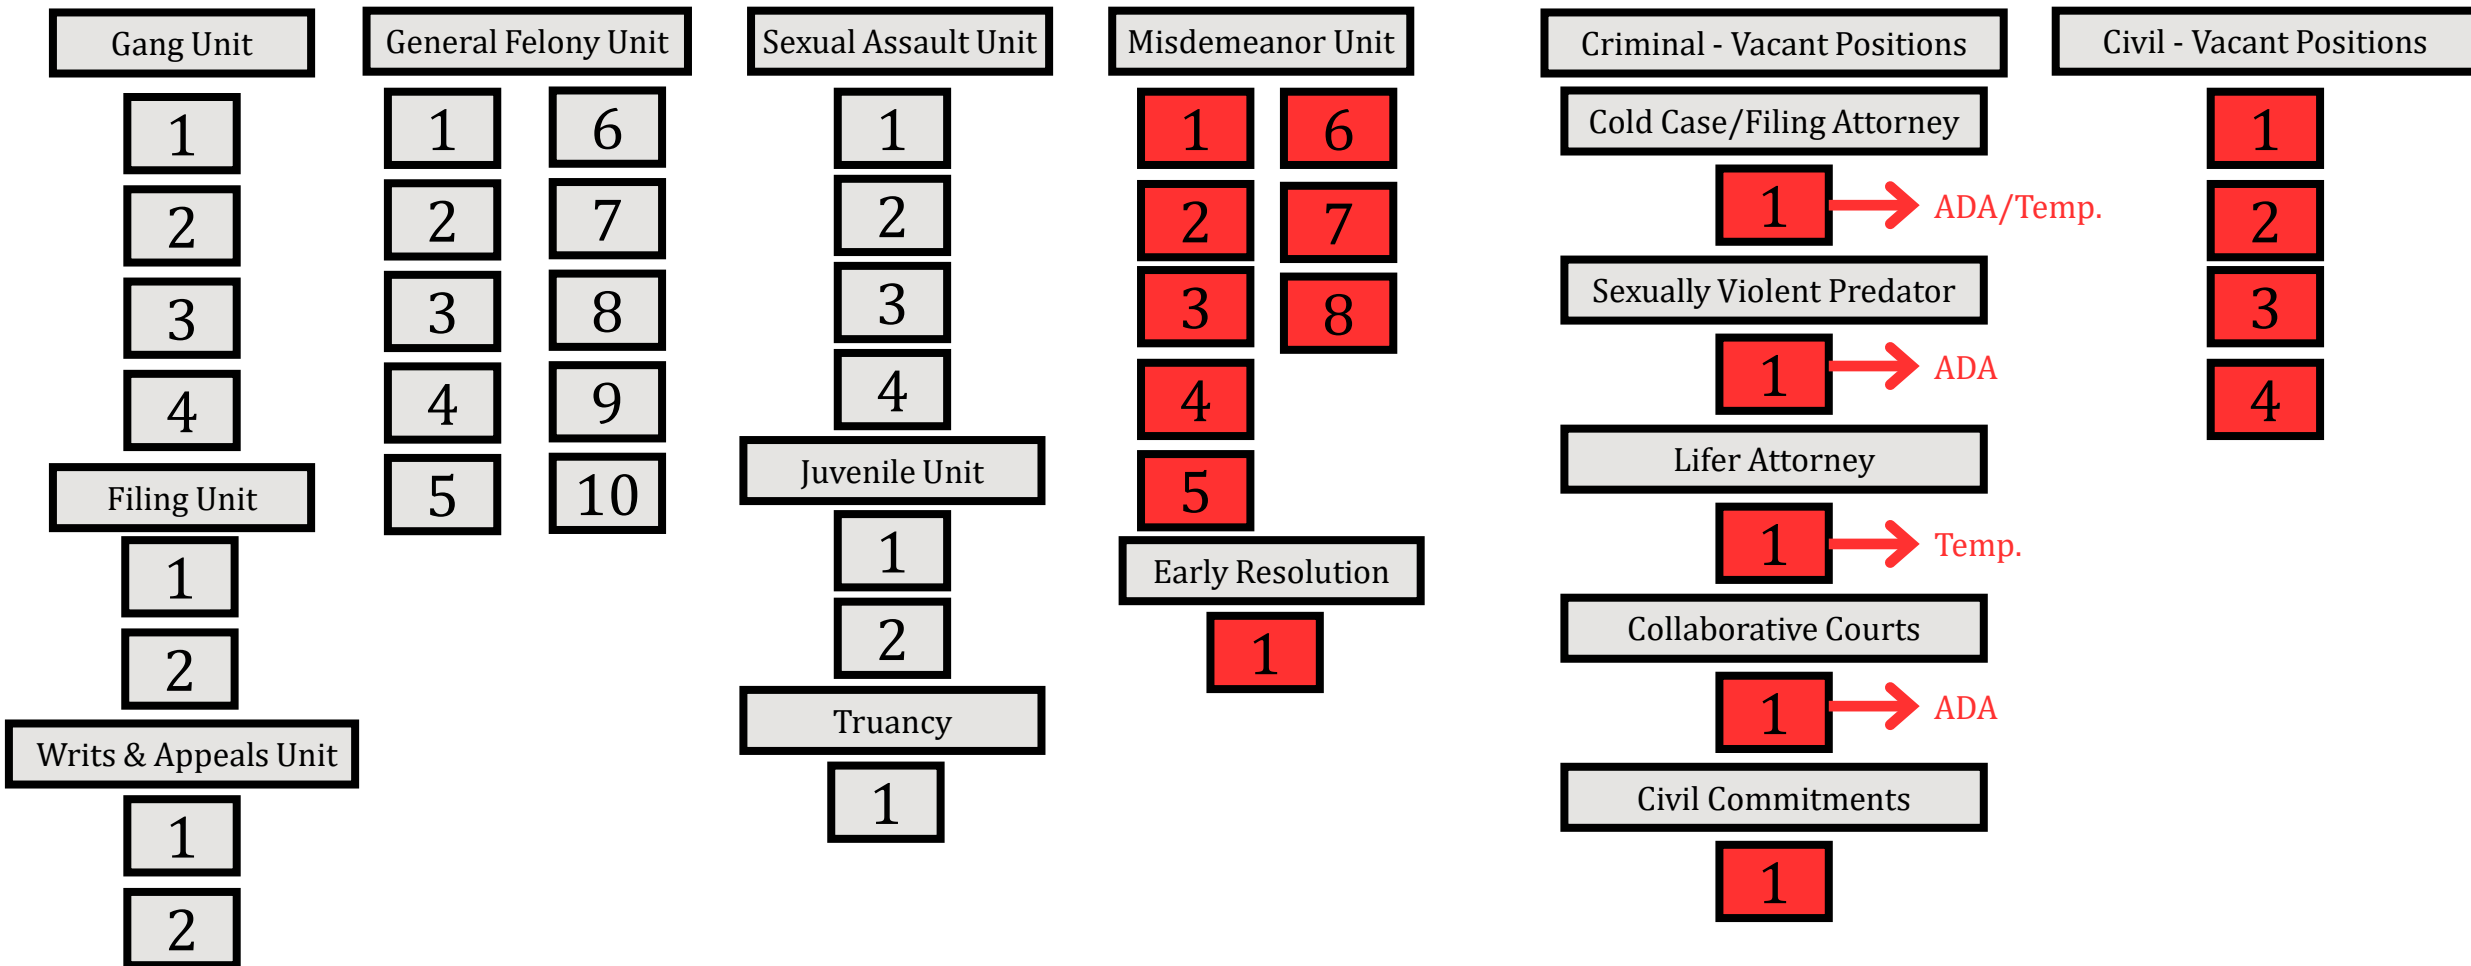 Gang Unit
1
2
3
4
Filing Unit
1
2
Writs & Appeals Unit
1
2
General Felony Unit
1 6
2 7
3 8
4 9
5 10
Sexual Assault Unit
1
2
3
4
Juvenile Unit
1
2
Truancy
1
Misdemeanor Unit
1 6
2 7
3 8
4
5
Early Resolution
1
Criminal - Vacant Positions
Cold Case/Filing Attorney
1 ADA/Temp.
Sexually Violent Predator
1 ADA
Lifer Attorney
1 Temp.
Collaborative Courts
1 ADA
Civil Commitments
1
Civil - Vacant Positions
1
2
3
4